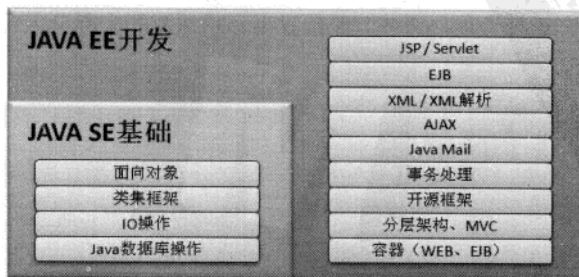 JAVA EE开发
JAVA SE基础
面向对象
类集框架
IO操作
Java数据库操作
JSP / Servlet
EJB
XML / XML解析
AJAX
Java Mail
事务处理
开源框架
分层架构、MVC
容器（WEB、EJB）